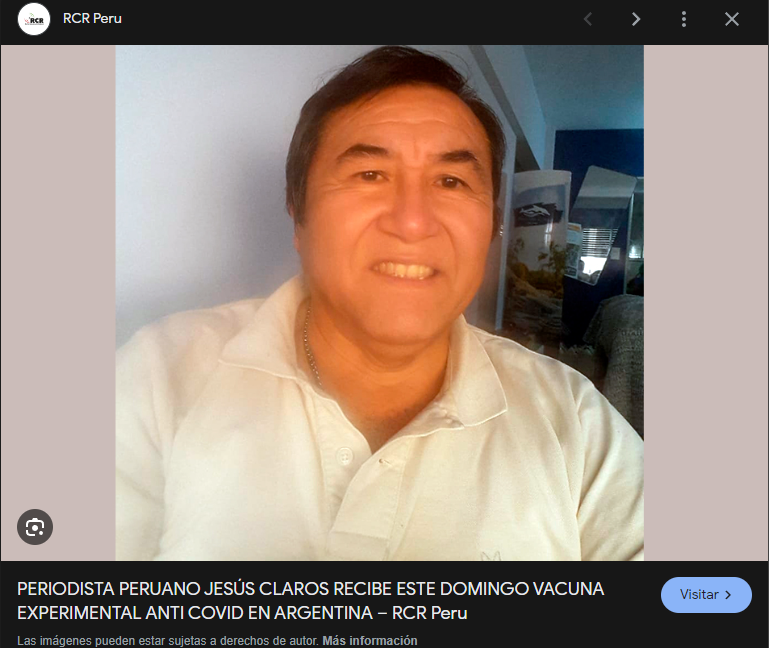 RCR
RCR Peru
PERIODISTA PERUANO JESÚS CLAROS RECIBE ESTE DOMINGO VACUNA
EXPERIMENTAL ANTI COVID EN ARGENTINA – RCR Peru
Visitar
Las imágenes pueden estar sujetas a derechos de autor. Más información